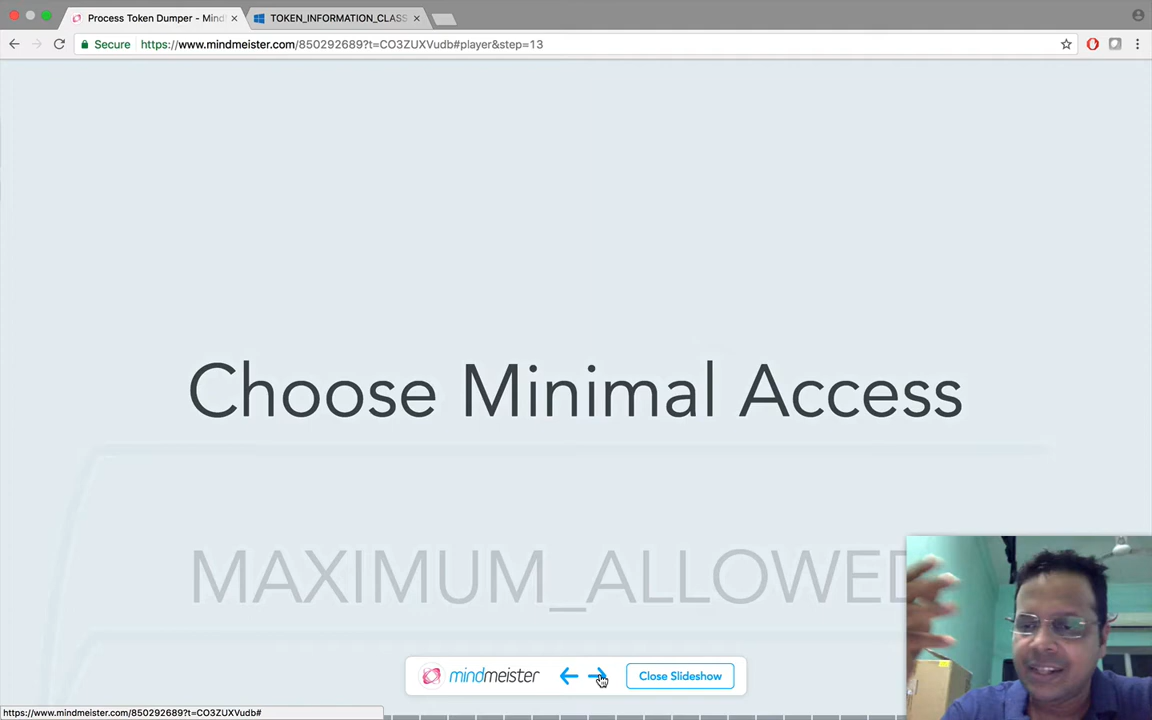 Process Token Dumper - Mind
TOKEN_INFORMATION_CLASS
Secure
https://www.mindmeister.com/850292689?t=CO3ZUXVudb#player&step=13
Choose Minimal Access
MAXIMUM_ALLOWED
mindmeister
Close Slideshow
https://www.mindmeister.com/850292689?t=CO3ZUXVudb#